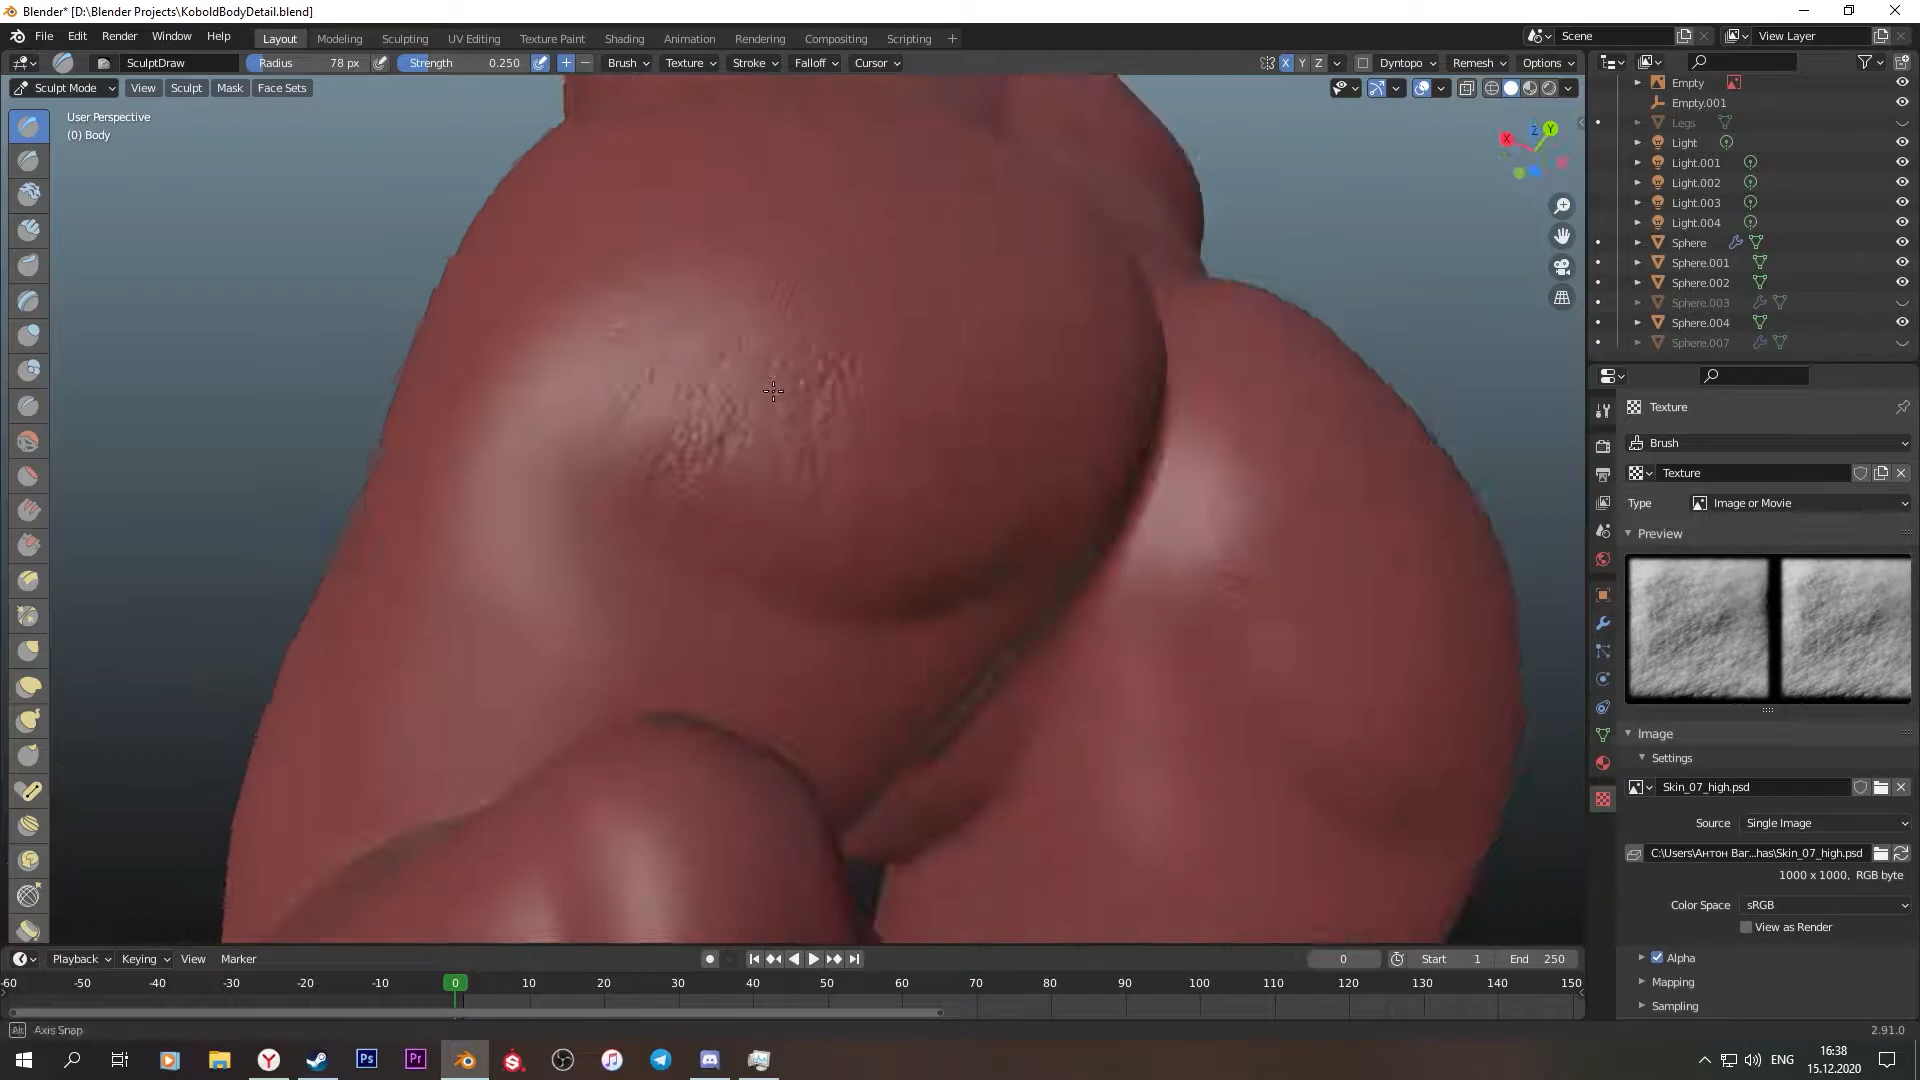 Blender* [D:\Blender Projects\KoboldBodyDetail.blend]
File Edit Render Window Help
Layout Modeling Sculpting UV Editing Texture Paint Shading Animation Rendering Compositing Scripting +
Scene
View Layer
SculptDraw Radius 78 px Strength 0.250 Brush Texture Stroke Falloff Cursor X Y Z Dyntopo Remesh Options
Sculpt Mode View Sculpt Mask Face Sets
User Perspective
(0) Body
X Z Y
Empty
Empty.001
Legs
Light
Light.001
Light.002
Light.003
Light.004
Sphere
Sphere.001
Sphere.002
Sphere.003
Sphere.004
Sphere.007
Texture
Brush
Texture
Type Image or Movie
Preview
Image
Settings
Skin_07_high.psd
Source Single Image
C:\Users\Антон Ваг...has\Skin_07_high.psd
1000 x 1000, RGB byte
Color Space sRGB
View as Render
Alpha
Mapping
Sampling
Playback Keying View Marker 0 Start 1 End 250
-60 -50 -40 -30 -20 -10 0 10 20 30 40 50 60 70 80 90 100 110 120 130 140 150
Alt Axis Snap
2.91.0
ENG
16:38
15.12.2020